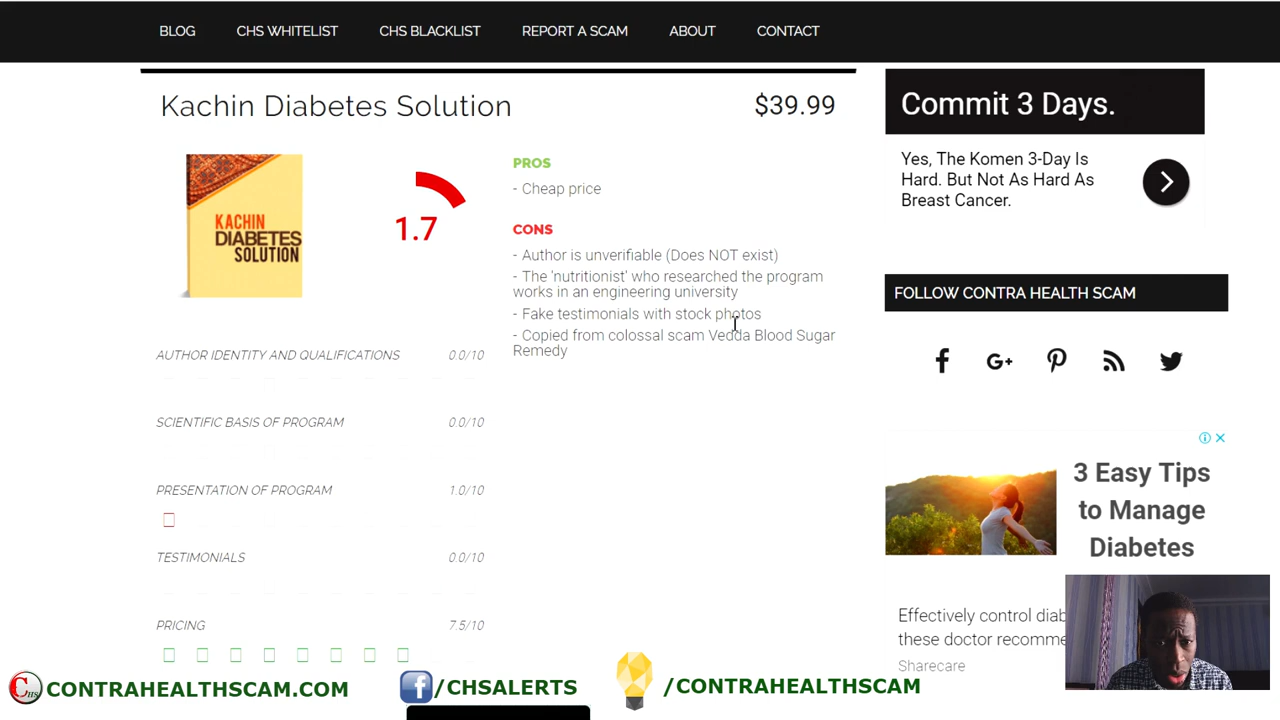 BLOG
CHS WHITELIST
CHS BLACKLIST
REPORT A SCAM
ABOUT
CONTACT
Kachin Diabetes Solution
$39.99
KACHIN
DIABETES
SOLUTION
1.7
PROS
- Cheap price
CONS
- Author is unverifiable (Does NOT exist)
- The 'nutritionist' who researched the program
works in an engineering university
- Fake testimonials with stock photos
- Copied from colossal scam Vedda Blood Sugar
Remedy
AUTHOR IDENTITY AND QUALIFICATIONS
0.0/10
SCIENTIFIC BASIS OF PROGRAM
0.0/10
PRESENTATION OF PROGRAM
1.0/10
TESTIMONIALS
0.0/10
PRICING
7.5/10
Commit 3 Days.
Yes, The Komen 3-Day Is
Hard. But Not As Hard As
Breast Cancer.
FOLLOW CONTRA HEALTH SCAM
3 Easy Tips
to Manage
Diabetes
Effectively control diab
these doctor recomme
Sharecare
CHS
CONTRAHEALTHSCAM.COM
/CHSALERTS
/CONTRAHEALTHSCAM